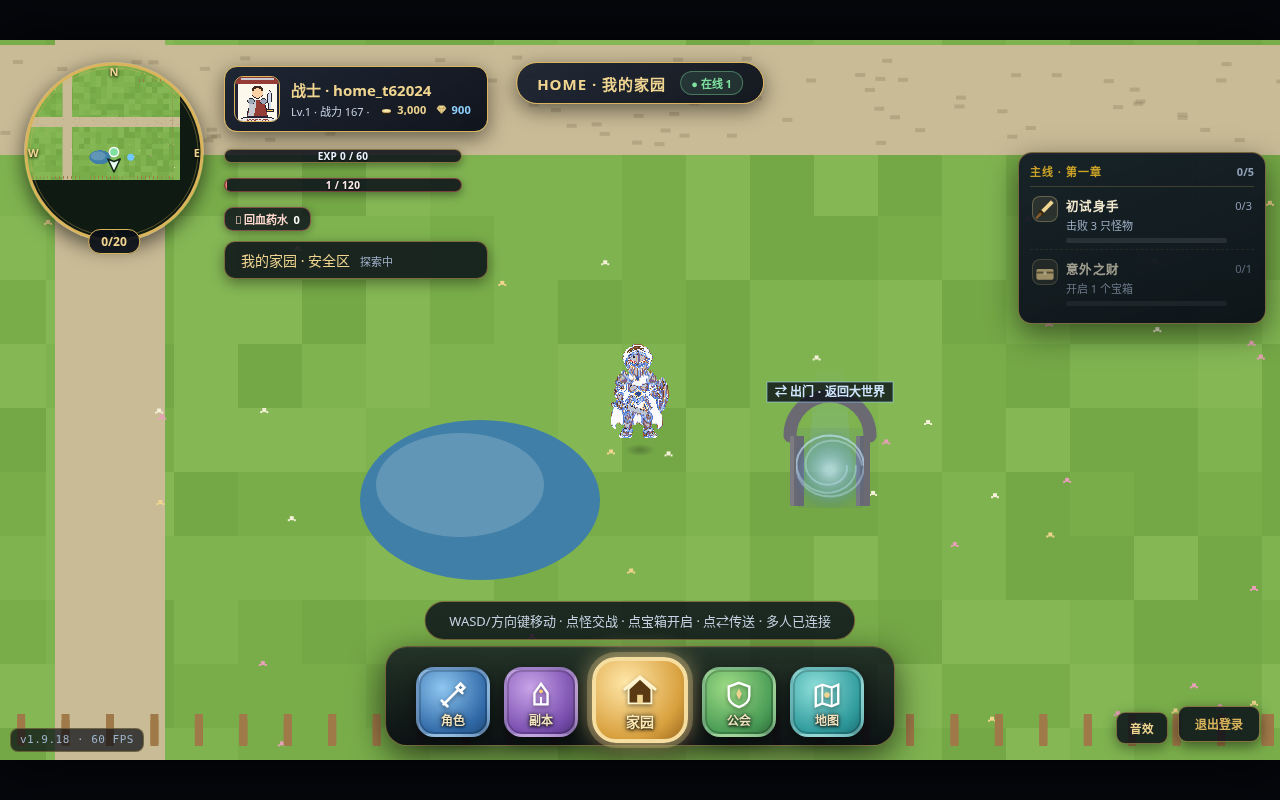 N
W
E
0/20
战士 · home_t62024
Lv.1 · 战力 167 ·
3,000
900
EXP 0 / 60
1 / 120
回血药水 0
我的家园 · 安全区 探索中
HOME · 我的家园
● 在线 1
主线 · 第一章 0/5
初试身手 0/3
击败 3 只怪物
意外之财 0/1
开启 1 个宝箱
⇄ 出门 · 返回大世界
WASD/方向键移动 · 点怪交战 · 点宝箱开启 · 点⇄传送 · 多人已连接
角色
副本
家园
公会
地图
v1.9.18 · 60 FPS
音效
退出登录